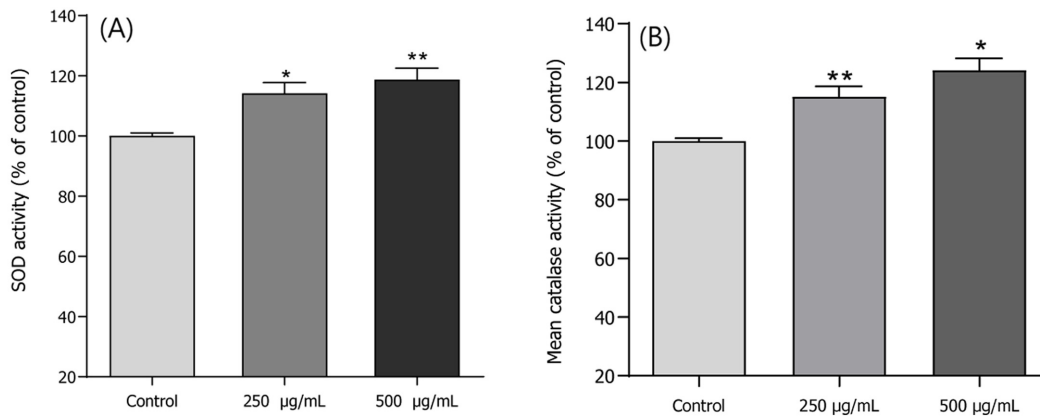 (A)
SOD activity (% of control)
140
120
100
80
60
40
20
*
**
Control
250 µg/mL
500 µg/mL
(B)
Mean catalase activity (% of control)
140
120
100
80
60
40
20
**
*
Control
250 µg/mL
500 µg/mL